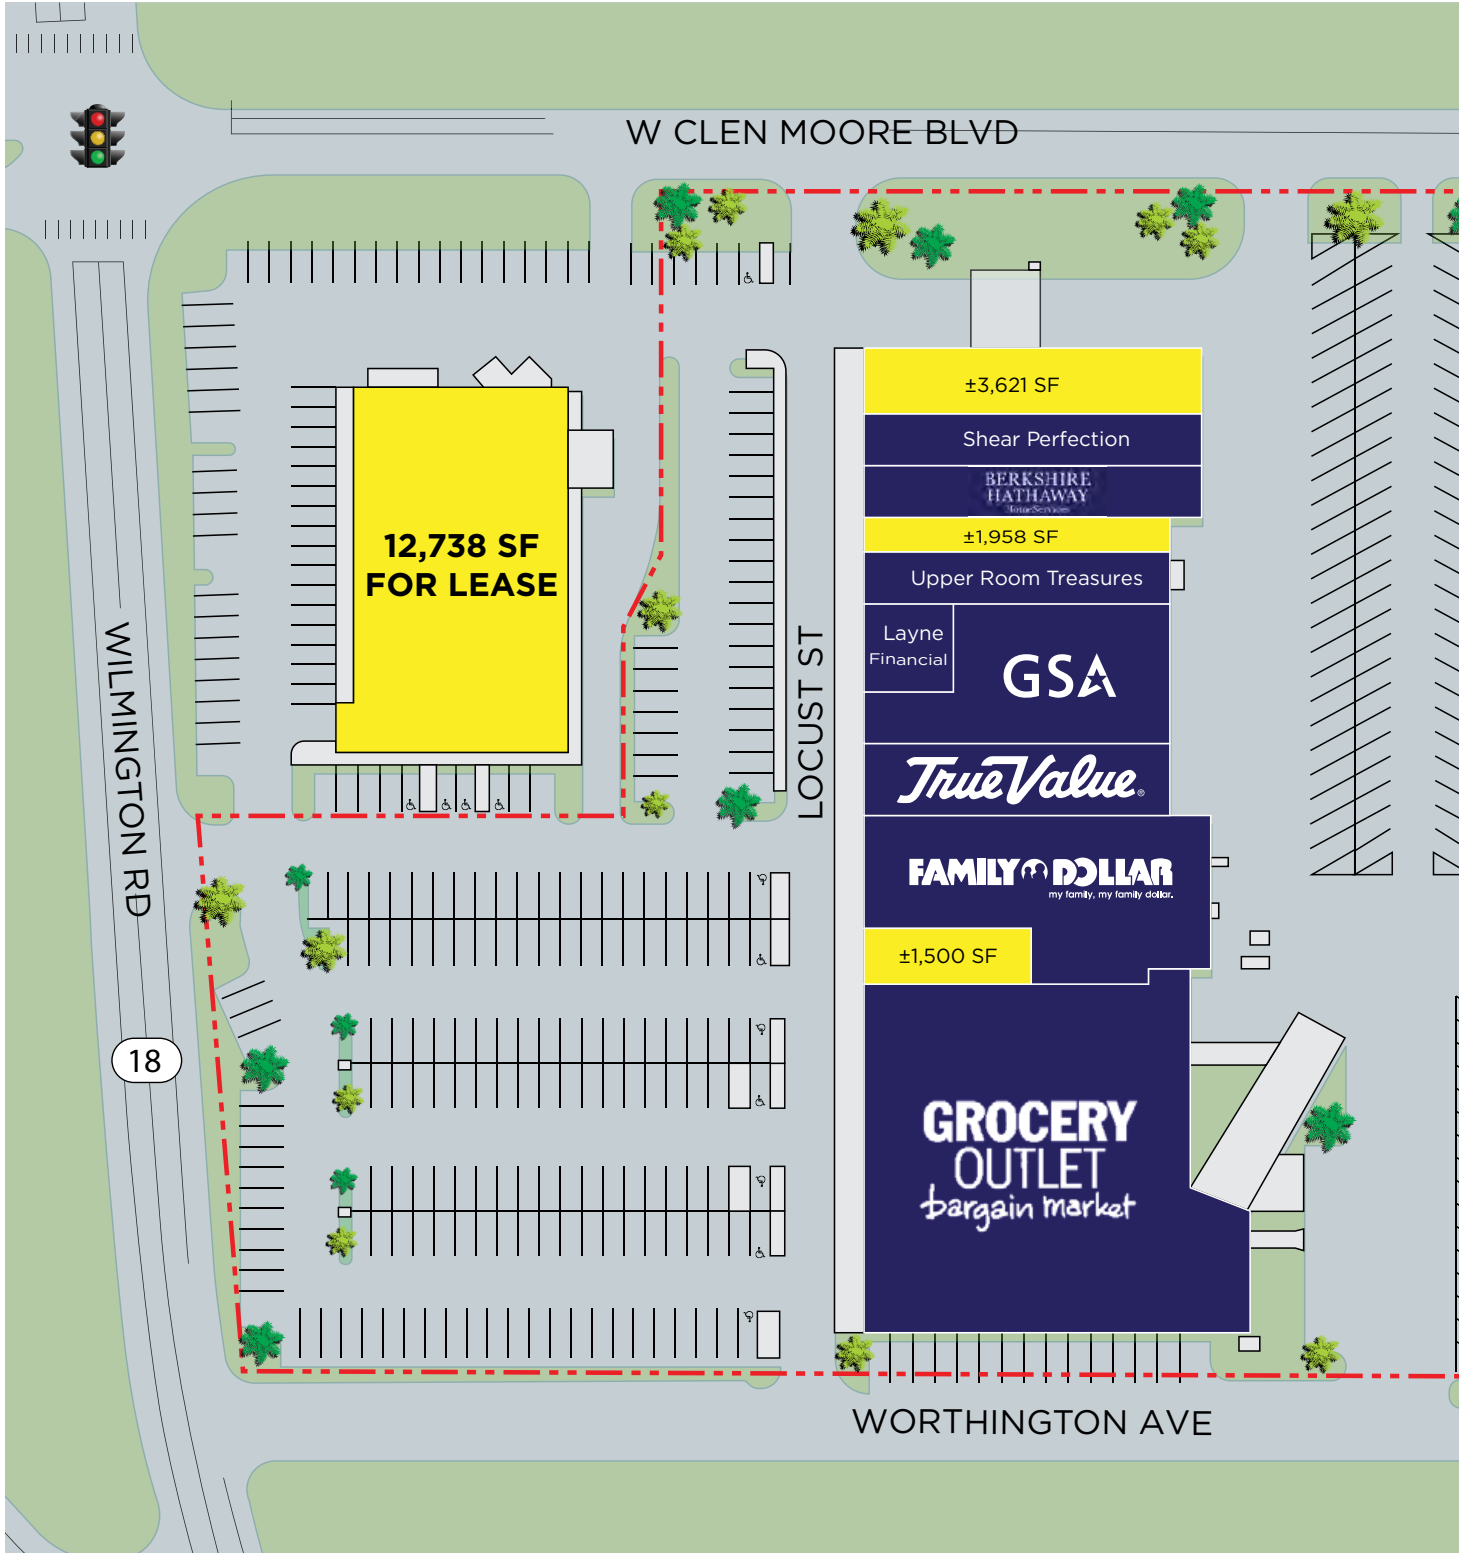 W CLEN MOORE BLVD
±3,621 SF
Shear Perfection
BERKSHIRE
HATHAWAY
HomeServices
±1,958 SF
12,738 SF
FOR LEASE
Upper Room Treasures
Layne
Financial
GSA
LOCUST ST
WILMINGTON RD
True Value®
FAMILY DOLLAR
my family, my family dollar.
±1,500 SF
18
GROCERY
OUTLET
bargain market
WORTHINGTON AVE